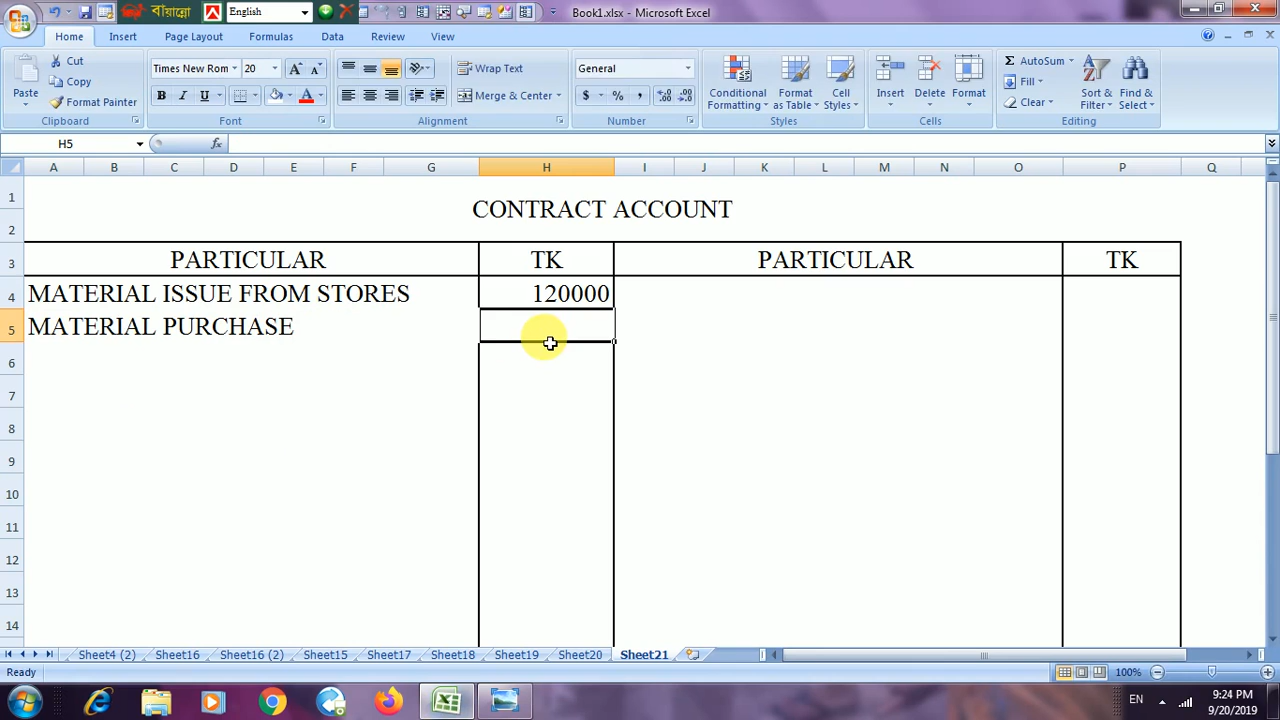 বায়ান্নো English Book1.xlsx - Microsoft Excel
Home Insert Page Layout Formulas Data Review View
Paste Cut Copy Format Painter Clipboard
Times New Rom 20 A A B I U A Font
Wrap Text Merge & Center Alignment
General $ % , Number
Conditional Formatting Format as Table Cell Styles Styles
Insert Delete Format Cells
Σ AutoSum Fill Clear Sort & Filter Find & Select Editing
H5 fx
A B C D E F G H I J K L M N O P Q
1
CONTRACT ACCOUNT
2
3 PARTICULAR TK PARTICULAR TK
4 MATERIAL ISSUE FROM STORES 120000
5 MATERIAL PURCHASE
6
7
8
9
10
11
12
13
14
Sheet4 (2) Sheet16 Sheet16 (2) Sheet15 Sheet17 Sheet18 Sheet19 Sheet20 Sheet21
Ready 100%
EN 9:24 PM
9/20/2019